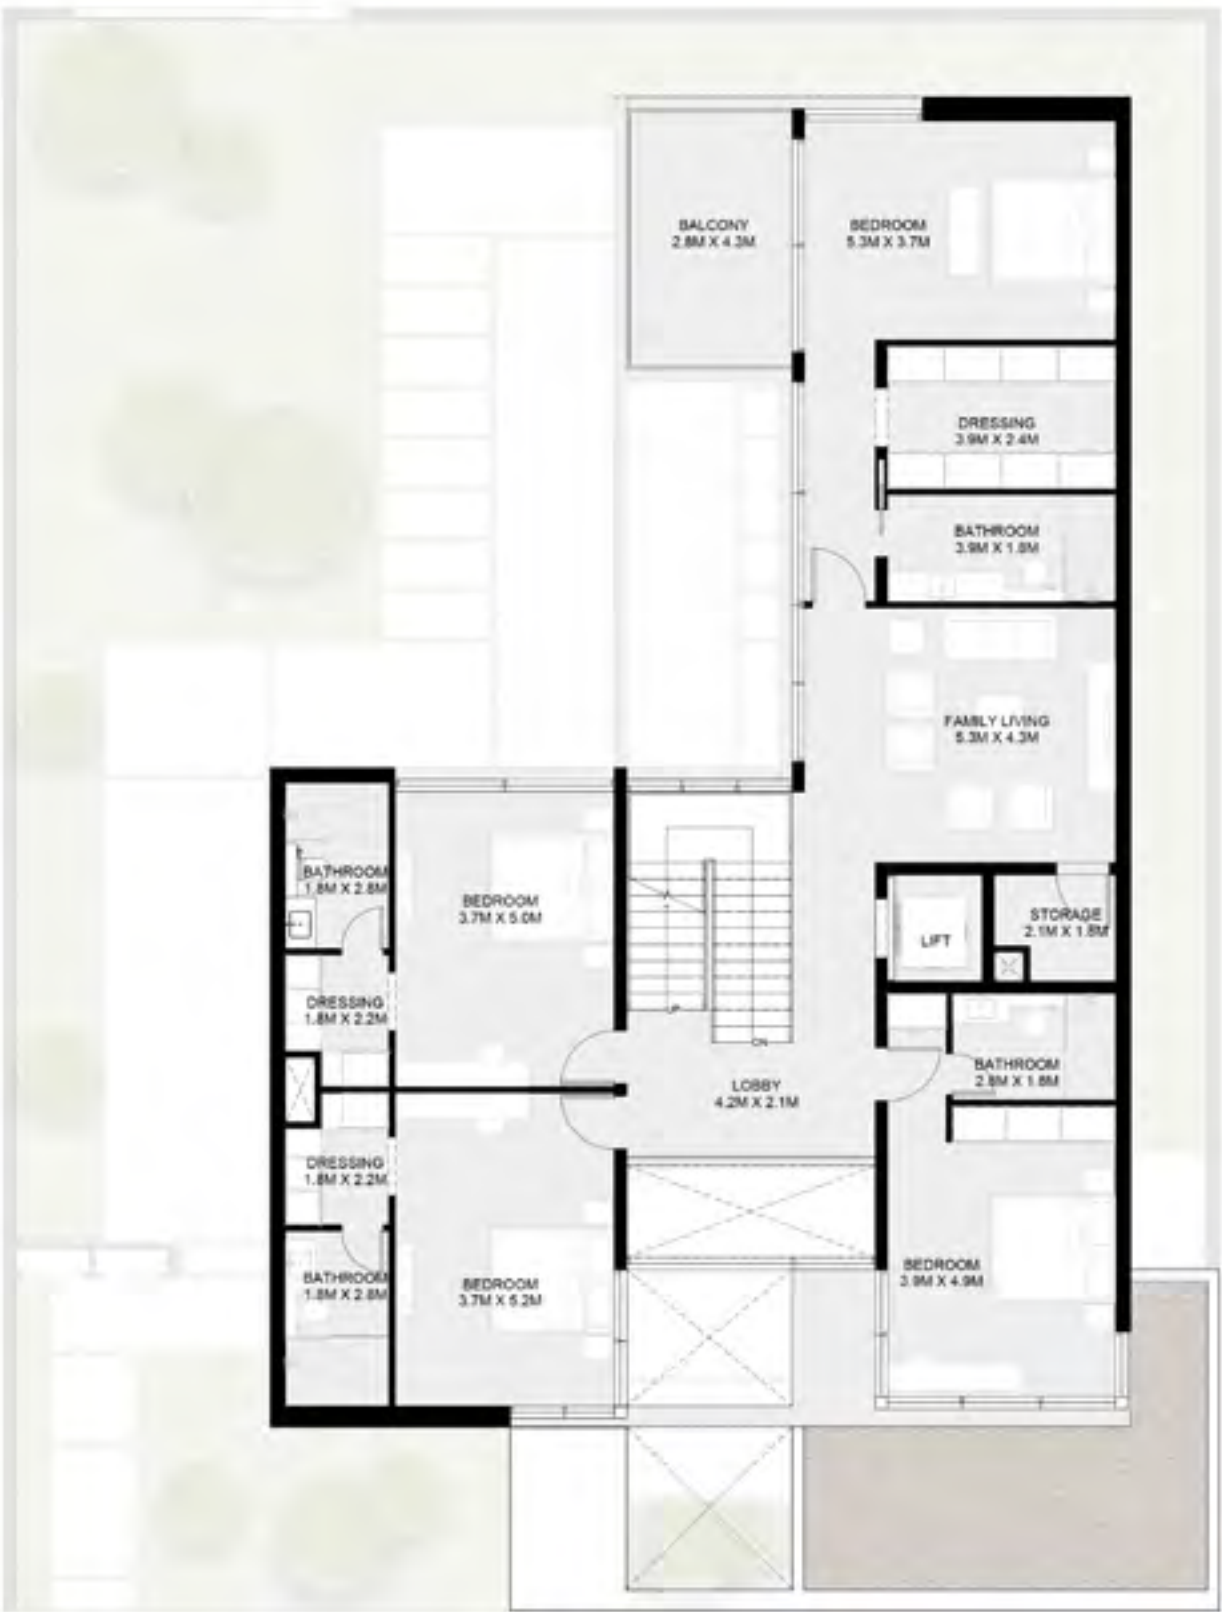 BALCONY
2.8M X 4.3M
BEDROOM
5.3M X 3.7M
DRESSING
3.9M X 2.4M
BATHROOM
3.9M X 1.8M
FAMILY LIVING
5.3M X 4.3M
BATHROOM
1.8M X 2.8M
BEDROOM
3.7M X 5.0M
STORAGE
2.1M X 1.8M
LIFT
DRESSING
1.8M X 2.2M
UP
DN
BATHROOM
2.8M X 1.8M
LOBBY
4.2M X 2.1M
DRESSING
1.8M X 2.2M
BEDROOM
3.9M X 4.9M
BATHROOM
1.8M X 2.8M
BEDROOM
3.7M X 5.2M